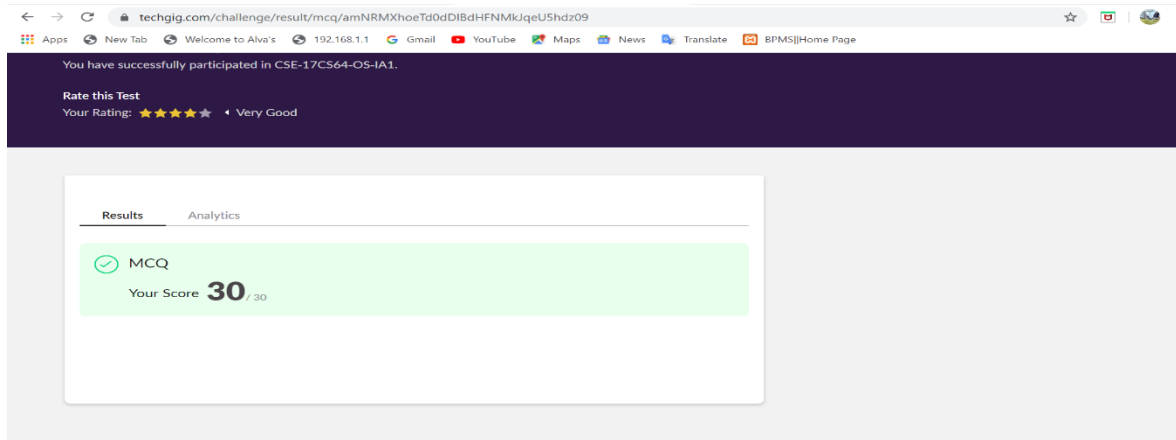 techgig.com/challenge/result/mcq/amNRMXhoeTd0dDlBdHFNMkJqeU5hdz09
Apps New Tab Welcome to Alva's 192.168.1.1 Gmail YouTube Maps News Translate BPMS||Home Page
You have successfully participated in CSE-17CS64-OS-IA1.
Rate this Test
Your Rating: Very Good
Results Analytics
MCQ
Your Score 30/ 30